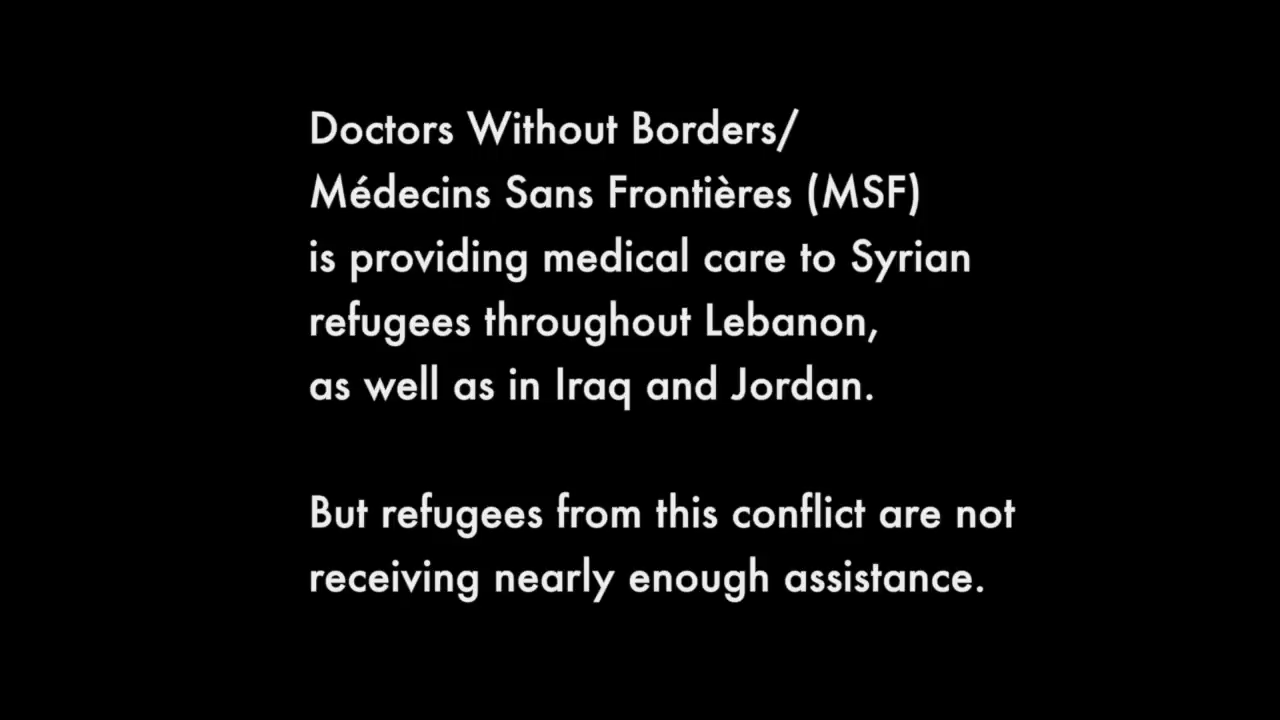 Doctors Without Borders/
Médecins Sans Frontières (MSF)
is providing medical care to Syrian
refugees throughout Lebanon,
as well as in Iraq and Jordan.
But refugees from this conflict are not
receiving nearly enough assistance.